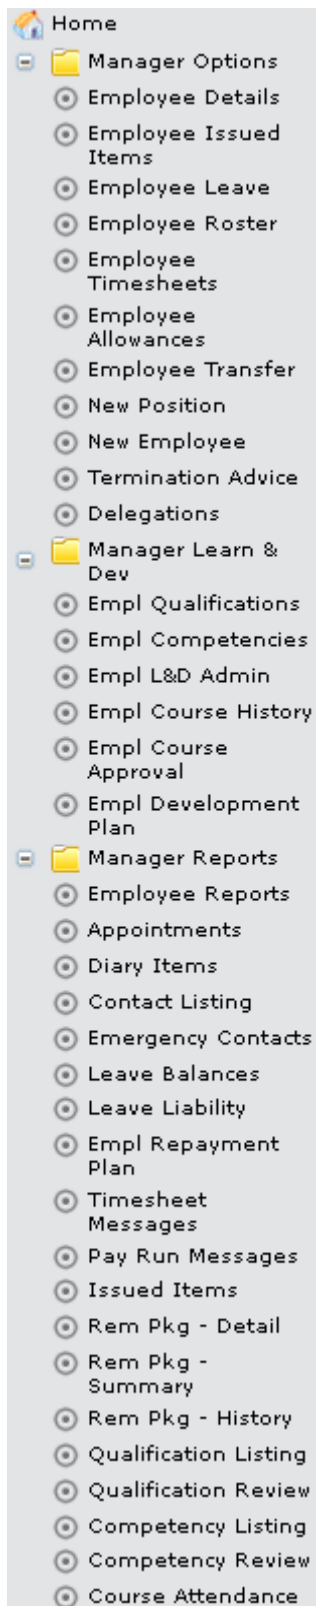 Home
Manager Options
Employee Details
Employee Issued
Items
Employee Leave
Employee Roster
Employee
Timesheets
Employee
Allowances
Employee Transfer
New Position
New Employee
Termination Advice
Delegations
Manager Learn &
Dev
Empl Qualifications
Empl Competencies
Empl L&D Admin
Empl Course History
Empl Course
Approval
Empl Development
Plan
Manager Reports
Employee Reports
Appointments
Diary Items
Contact Listing
Emergency Contacts
Leave Balances
Leave Liability
Empl Repayment
Plan
Timesheet
Messages
Pay Run Messages
Issued Items
Rem Pkg - Detail
Rem Pkg -
Summary
Rem Pkg - History
Qualification Listing
Qualification Review
Competency Listing
Competency Review
Course Attendance